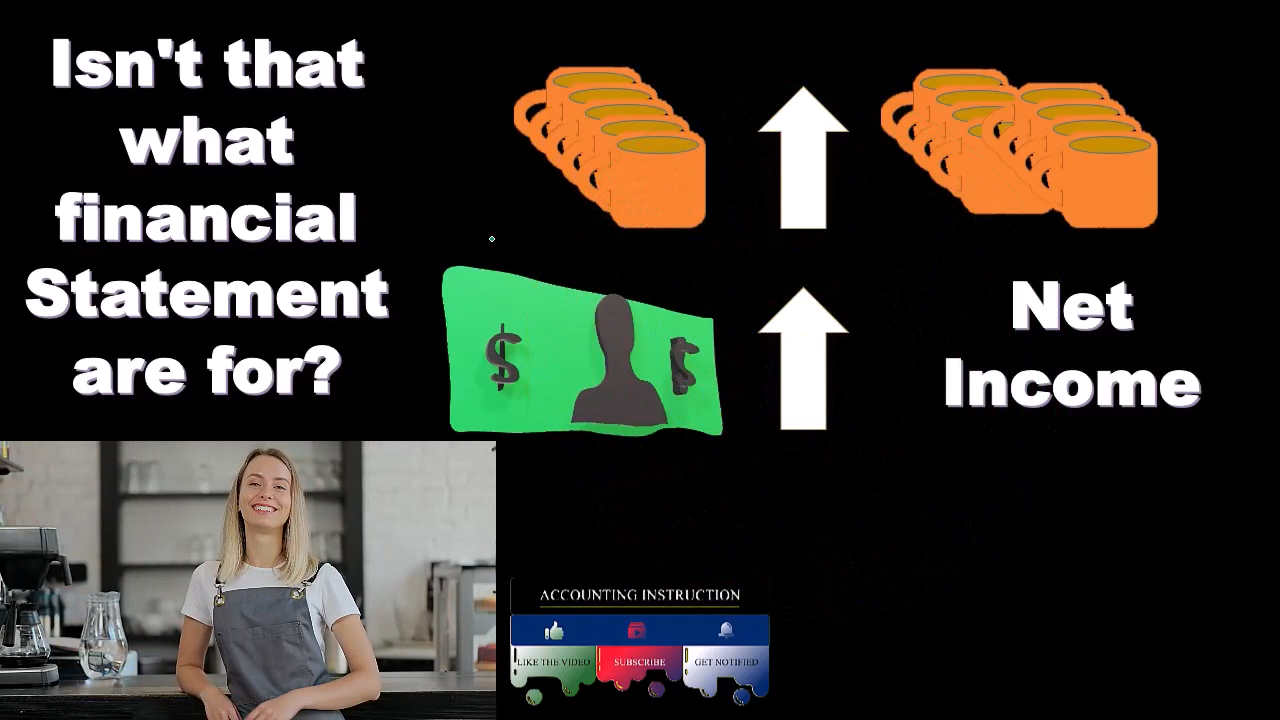 Isn't that
what
financial
Statement
are for?
$
$
Net
Income
ACCOUNTING INSTRUCTION
LIKE THE VIDEO
SUBSCRIBE
GET NOTIFIED